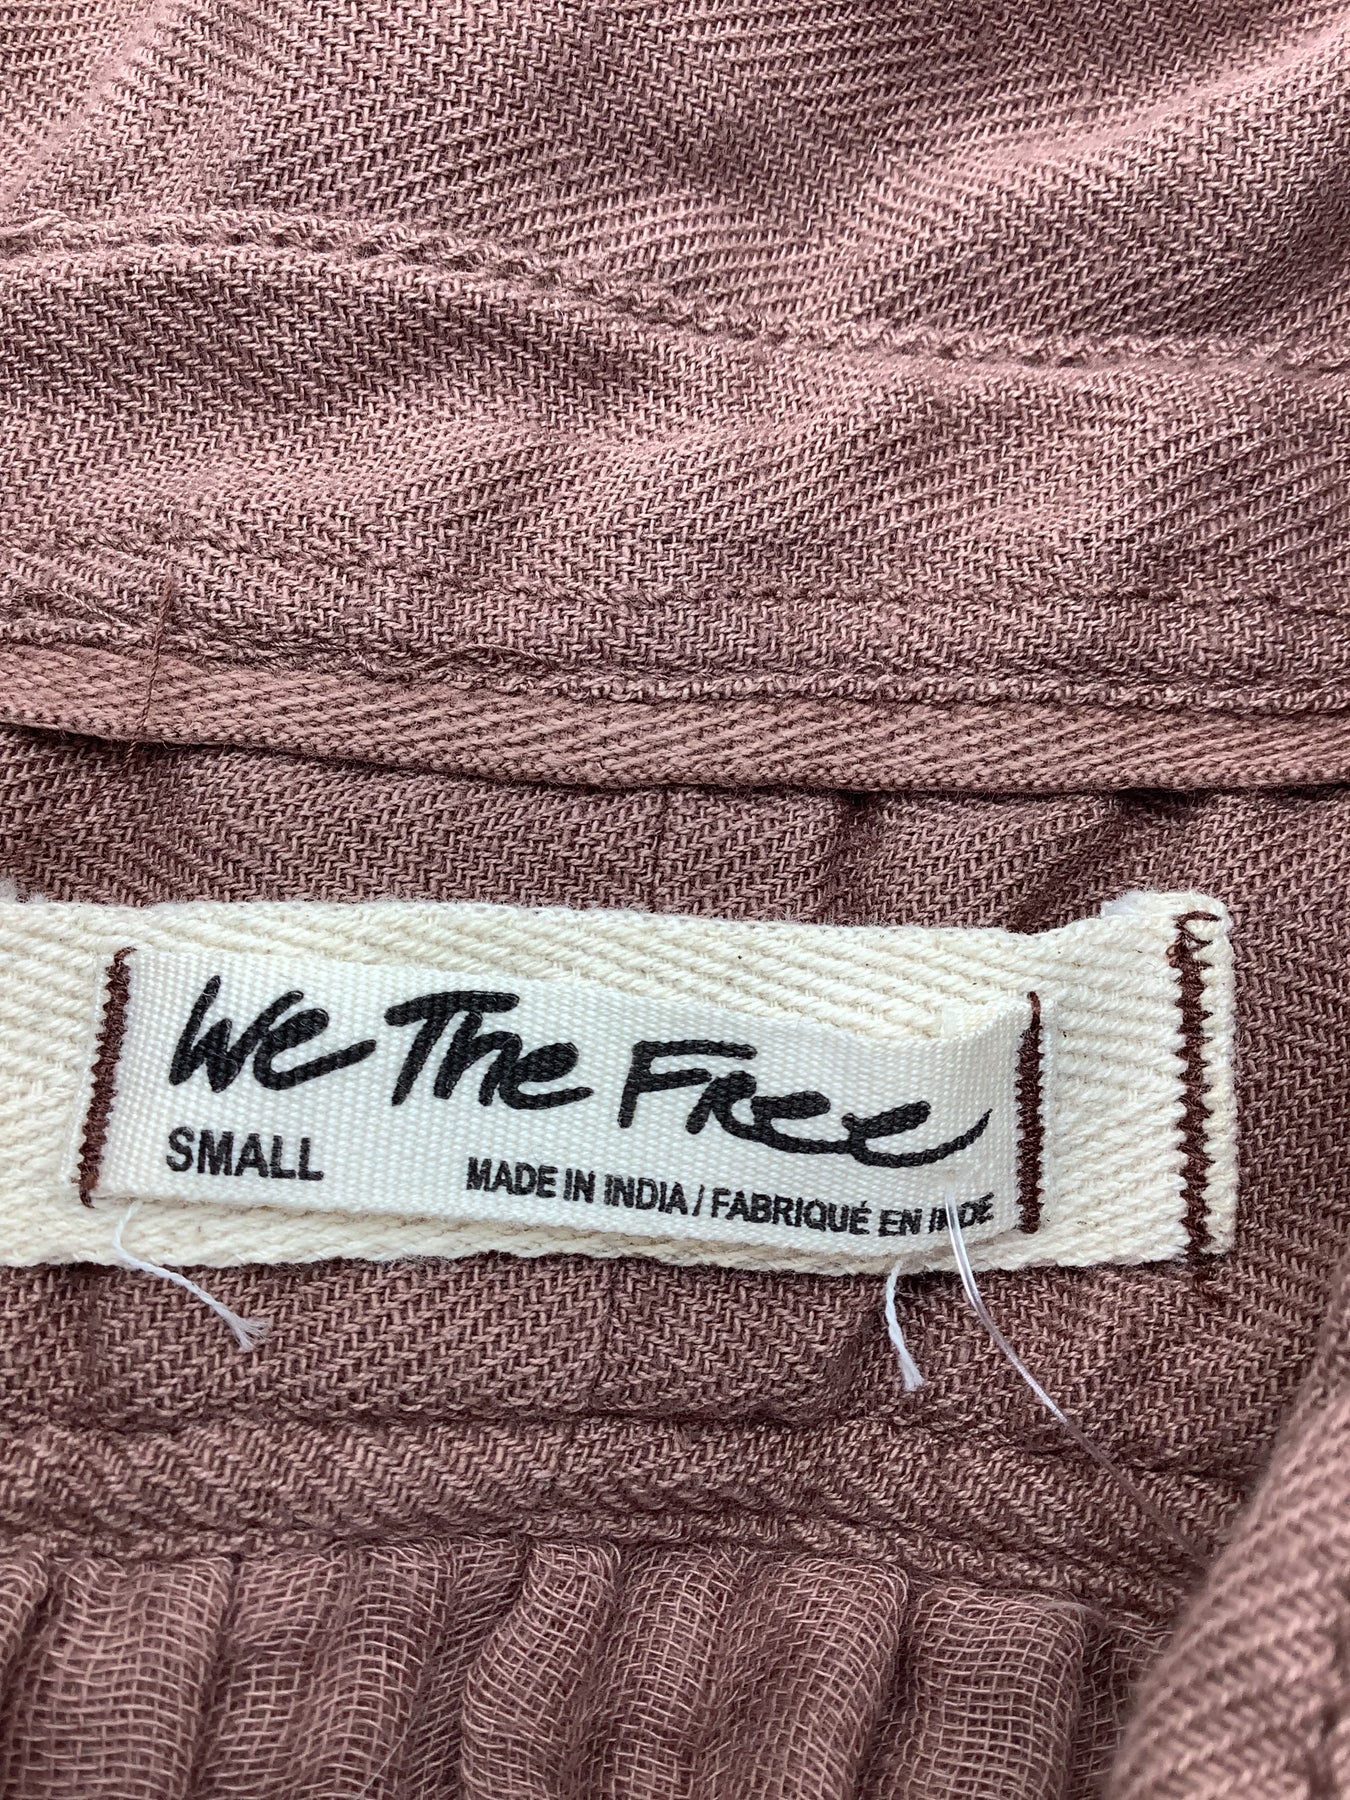 We The Free
SMALL
MADE IN INDIA / FABRIQUÉ EN INDE